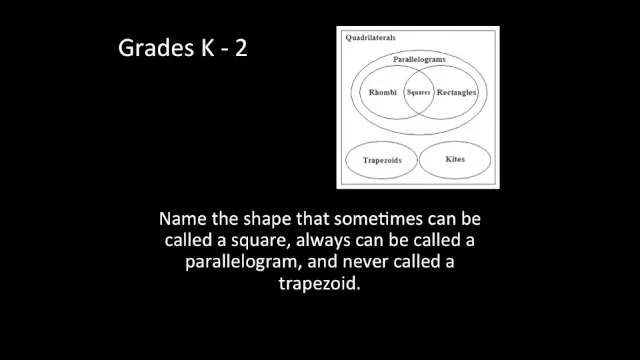 Grades K - 2
Quadrilaterals
Parallelograms
Rhombi
Squares
Rectangles
Trapezoids
Kites
Name the shape that sometimes can be
called a square, always can be called a
parallelogram, and never called a
trapezoid.